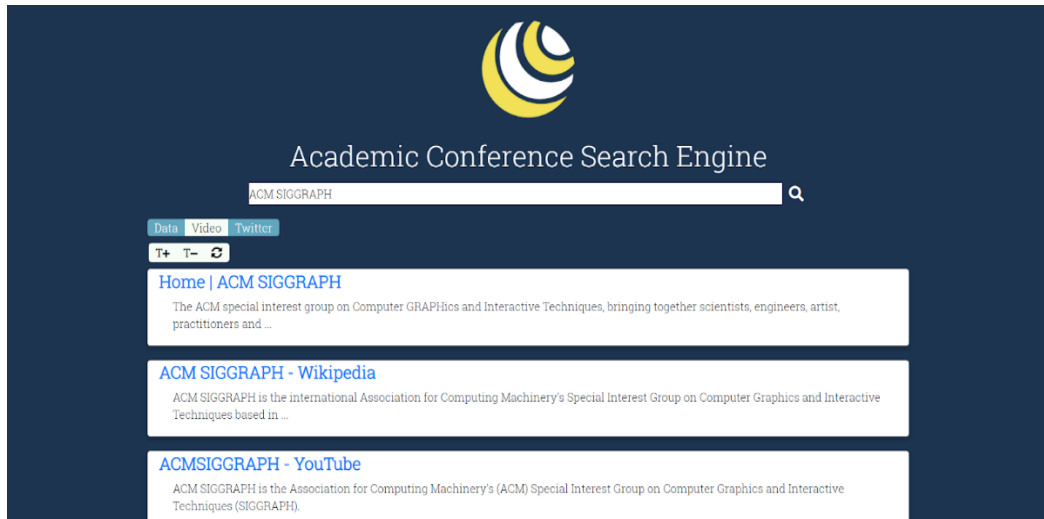 Academic Conference Search Engine
ACM SIGGRAPH
Data Video Twitter
T+ T-
Home | ACM SIGGRAPH
The ACM special interest group on Computer GRAPHics and Interactive Techniques, bringing together scientists, engineers, artist,
practitioners and ...
ACM SIGGRAPH - Wikipedia
ACM SIGGRAPH is the international Association for Computing Machinery's Special Interest Group on Computer Graphics and Interactive
Techniques based in ...
ACMSIGGRAPH - YouTube
ACM SIGGRAPH is the Association for Computing Machinery's (ACM) Special Interest Group on Computer Graphics and Interactive
Techniques (SIGGRAPH).